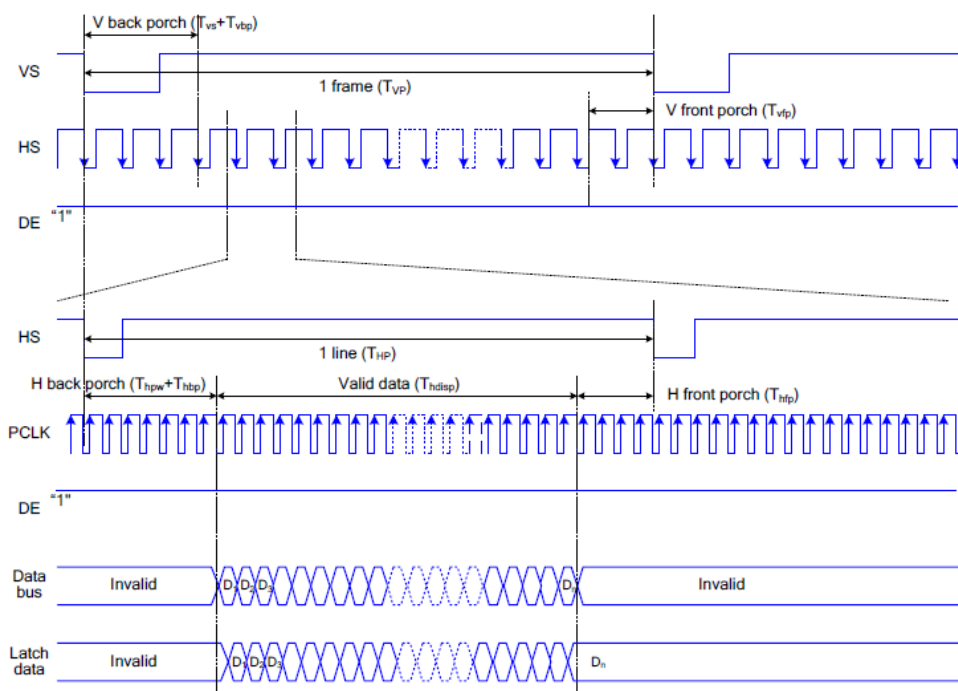 V back porch (Tvs+Tvbp)
VS
1 frame (TVP)
V front porch (Tvfp)
HS
DE "1"
HS
1 line (THP)
H back porch (Thpw+Thbp)
Valid data (Thdisp)
H front porch (Thfp)
PCLK
DE "1"
Data
bus
Invalid
D1 D2 D3
Dn
Invalid
Latch
data
Invalid
D1 D2 D3
Dn